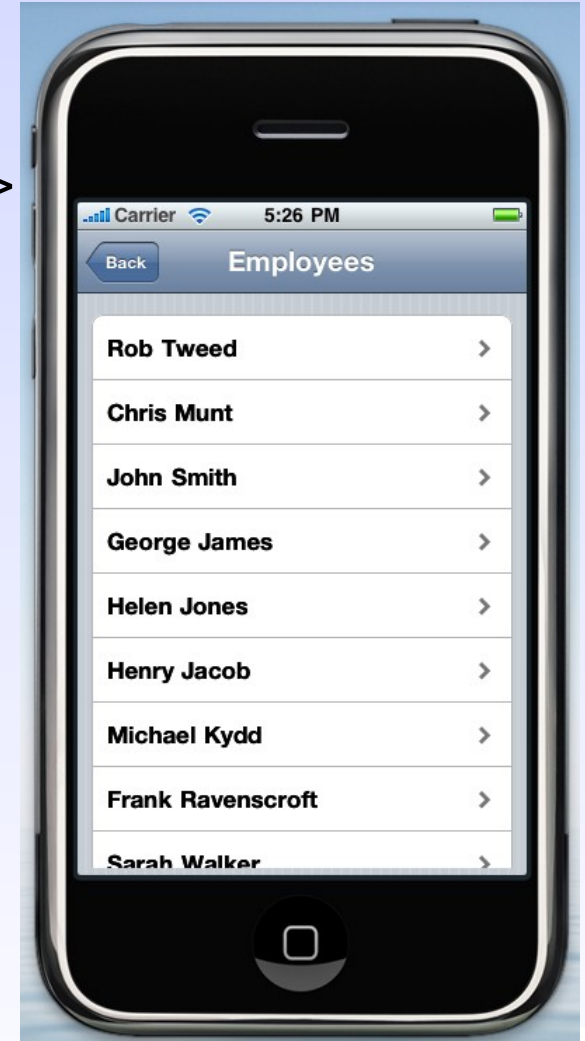 >
Carrier 5:26 PM
Back Employees
Rob Tweed
Chris Munt
John Smith
George James
Helen Jones
Henry Jacob
Michael Kydd
Frank Ravenscroft
Sarah Walker